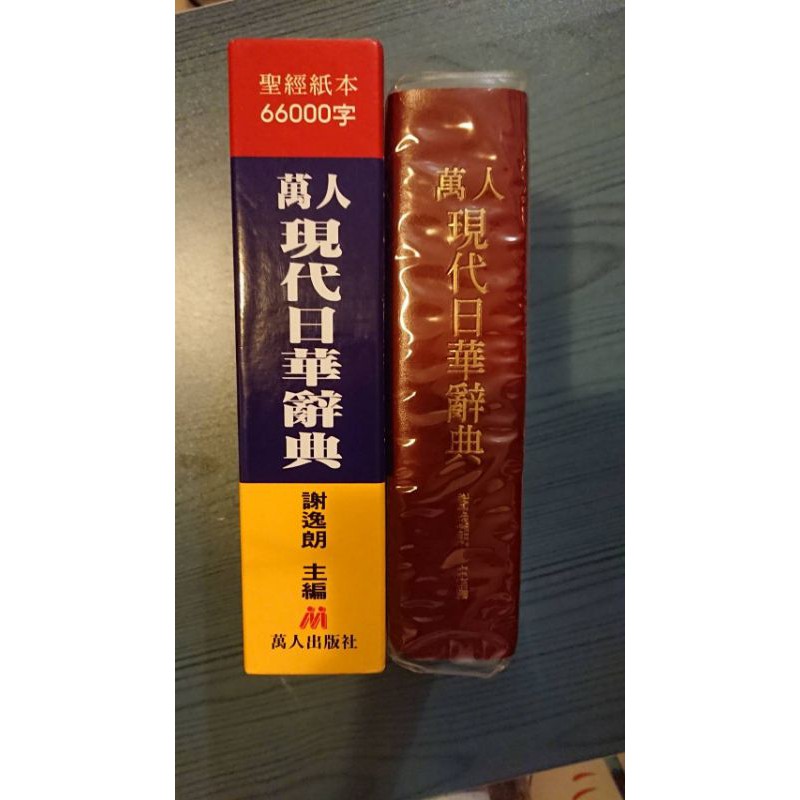 聖經紙本
66000字
萬人
現代日華辭典
謝逸朗 主編
萬人出版社
萬人
現代日華辭典